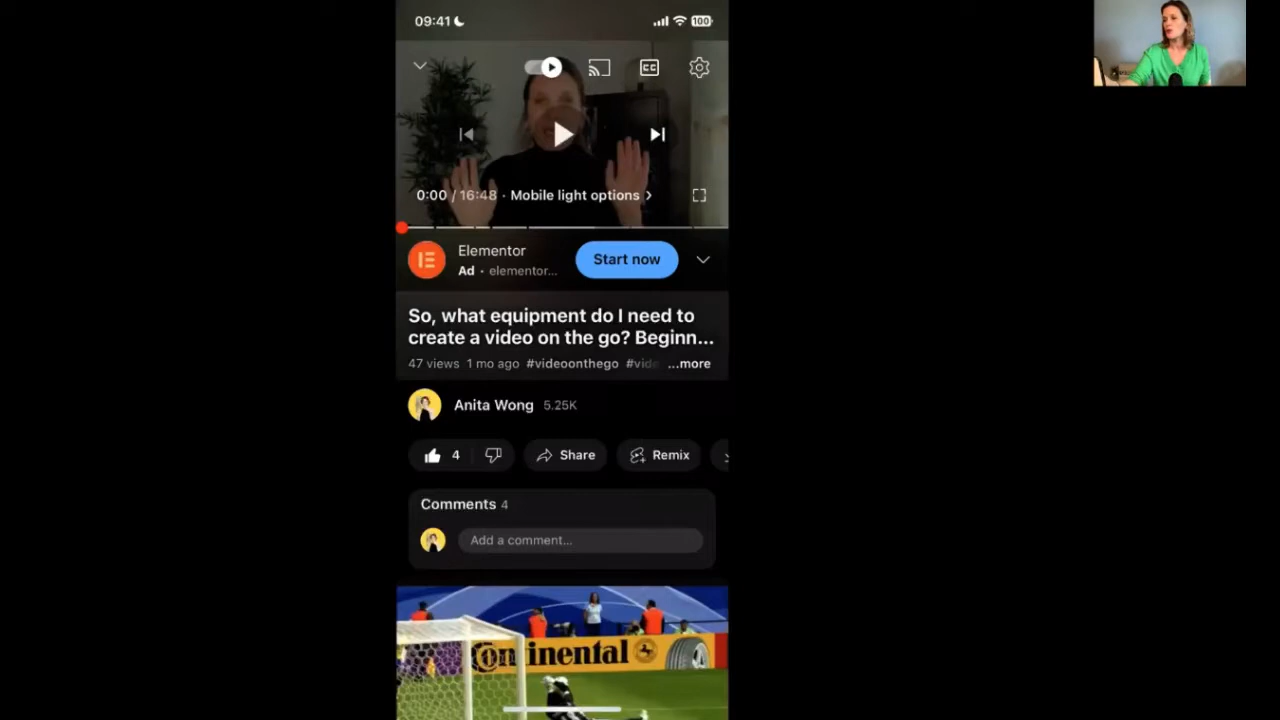 09:41
100
CC
0:00 / 16:48 · Mobile light options
Elementor
Ad · elementor...
Start now
So, what equipment do I need to
create a video on the go? Beginn...
47 views 1 mo ago #videoonthego #vide ...more
Anita Wong 5.25K
4
Share
Remix
Comments 4
Add a comment...
Continental